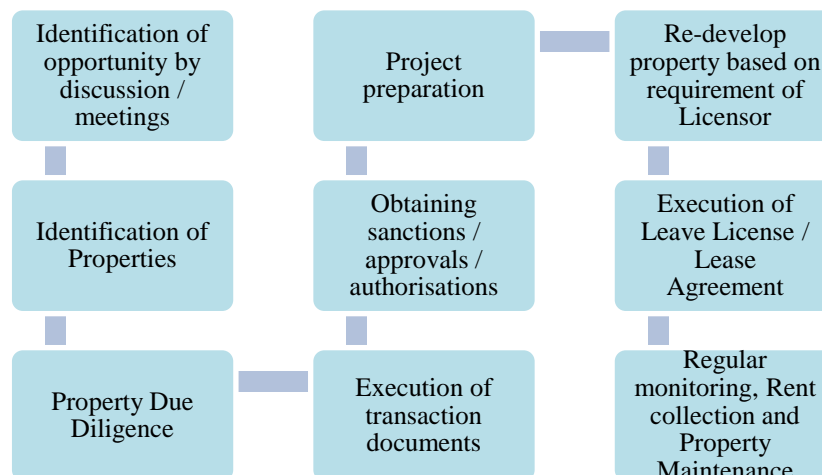 Identification of
opportunity by
discussion /
meetings
Identification of
Properties
Property Due
Diligence
Execution of
transaction
documents
Obtaining
sanctions /
approvals /
authorisations
Project
preparation
Re-develop
property based on
requirement of
Licensor
Execution of
Leave License /
Lease
Agreement
Regular
monitoring, Rent
collection and
Property
Maintenance